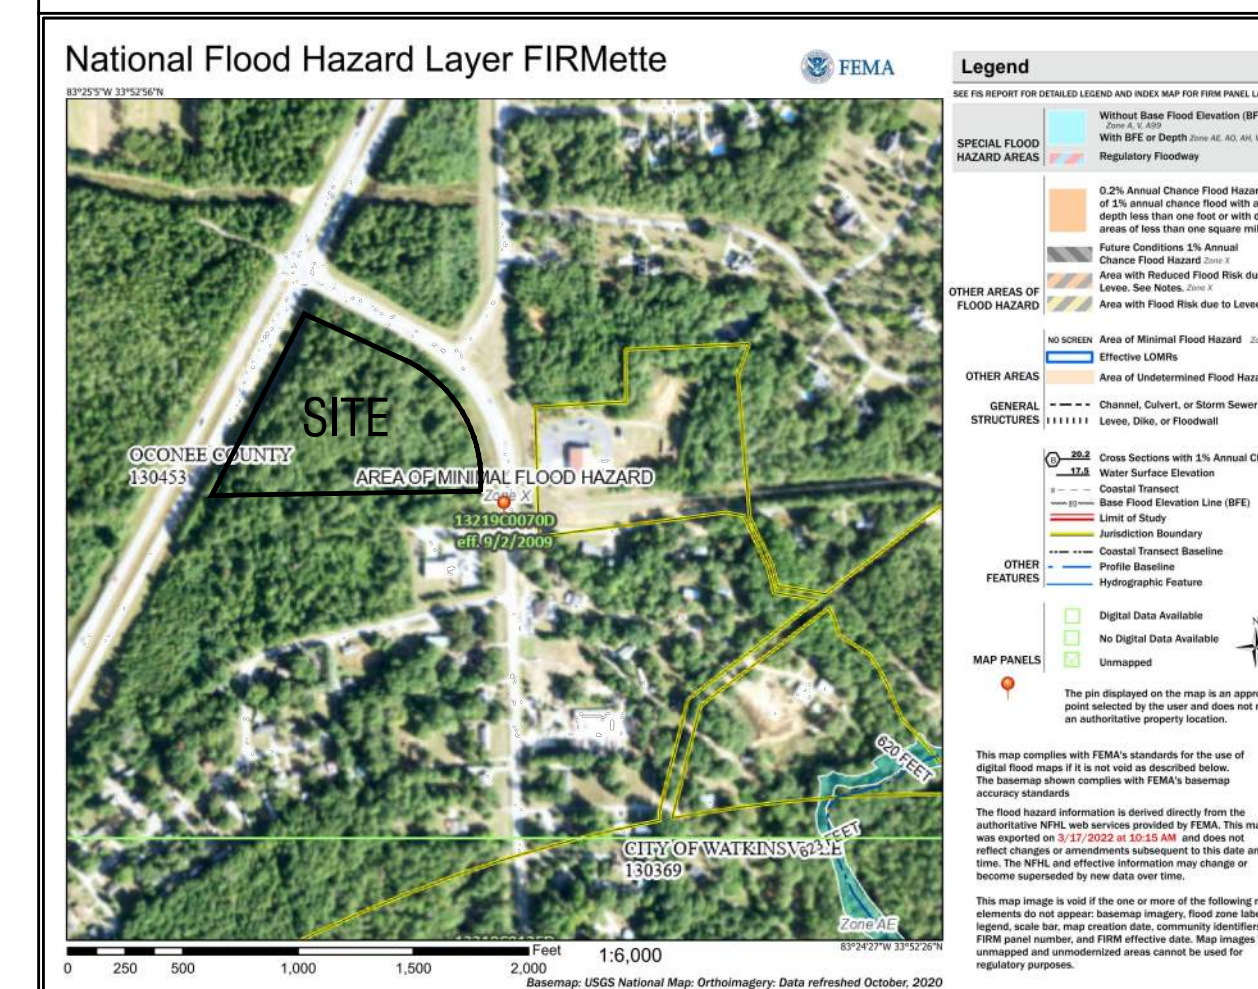 National Flood Hazard Layer FIRMette
FEMA
83°25'5"W 33°52'56"N
SITE
OCONEE COUNTY
130453
AREA OF MINIMAL FLOOD HAZARD
Zone X
13219C0070D
eff. 9/2/2009
620 FEET
623 FEET
CITY OF WATKINSVILLE
130369
Zone AE
83°24'27"W 33°52'26"N
Feet
1:6,000
0 250 500 1,000 1,500 2,000
Basemap: USGS National Map: Orthoimagery: Data refreshed October, 2020
Legend
SEE FIS REPORT FOR DETAILED LEGEND AND INDEX MAP FOR FIRM PANEL
SPECIAL FLOOD
HAZARD AREAS
Without Base Flood Elevation (BF
Zone A, V, A99
With BFE or Depth Zone AE, AO, AH,
Regulatory Floodway
OTHER AREAS OF
FLOOD HAZARD
0.2% Annual Chance Flood Hazar
of 1% annual chance flood with a
depth less than one foot or with d
areas of less than one square mil
Future Conditions 1% Annual
Chance Flood Hazard Zone X
Area with Reduced Flood Risk du
Levee. See Notes. Zone X
Area with Flood Risk due to Levee
OTHER AREAS
NO SCREEN Area of Minimal Flood Hazard
Effective LOMRs
Area of Undetermined Flood Haza
GENERAL
STRUCTURES
Channel, Culvert, or Storm Sewer
Levee, Dike, or Floodwall
OTHER
FEATURES
B 20.2 Cross Sections with 1% Annual C
17.5 Water Surface Elevation
8 Coastal Transect
Base Flood Elevation Line (BFE)
Limit of Study
Jurisdiction Boundary
Coastal Transect Baseline
Profile Baseline
Hydrographic Feature
MAP PANELS
Digital Data Available
No Digital Data Available
Unmapped
N
The pin displayed on the map is an appro
point selected by the user and does not
an authoritative property location.
This map complies with FEMA's standards for the use of
digital flood maps if it is not void as described below.
The basemap shown complies with FEMA's basemap
accuracy standards
The flood hazard information is derived directly from the
authoritative NFHL web services provided by FEMA. This ma
was exported on 3/17/2022 at 10:15 AM and does not
reflect changes or amendments subsequent to this date an
time. The NFHL and effective information may change or
become superseded by new data over time.
This map image is void if the one or more of the following
elements do not appear: basemap imagery, flood zone labe
legend, scale bar, map creation date, community identifiers
FIRM panel number, and FIRM effective date. Map images
unmapped and unmodernized areas cannot be used for
regulatory purposes.